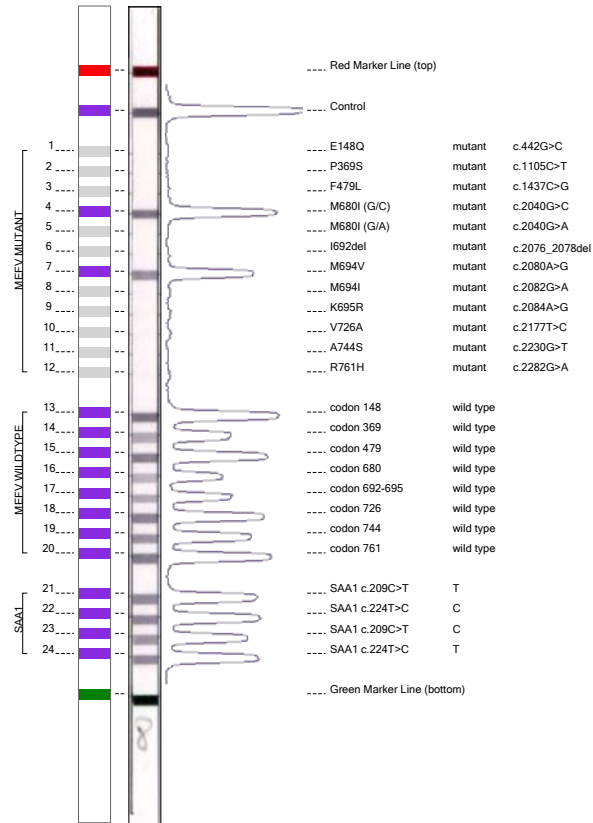 Red Marker Line (top)
Control
1 E148Q mutant c.442G>C
2 P369S mutant c.1105C>T
3 F479L mutant c.1437C>G
4 M680I (G/C) mutant c.2040G>C
5 M680I (G/A) mutant c.2040G>A
6 I692del mutant c.2076_2078del
7 M694V mutant c.2080A>G
8 M694I mutant c.2082G>A
9 K695R mutant c.2084A>G
10 V726A mutant c.2177T>C
11 A744S mutant c.2230G>T
12 R761H mutant c.2282G>A
MEFV MUTANT
13 codon 148 wild type
14 codon 369 wild type
15 codon 479 wild type
16 codon 680 wild type
17 codon 692-695 wild type
18 codon 726 wild type
19 codon 744 wild type
20 codon 761 wild type
MEFV WILDTYPE
21 SAA1 c.209C>T T
22 SAA1 c.224T>C C
23 SAA1 c.209C>T C
24 SAA1 c.224T>C T
SAA1
Green Marker Line (bottom)
8